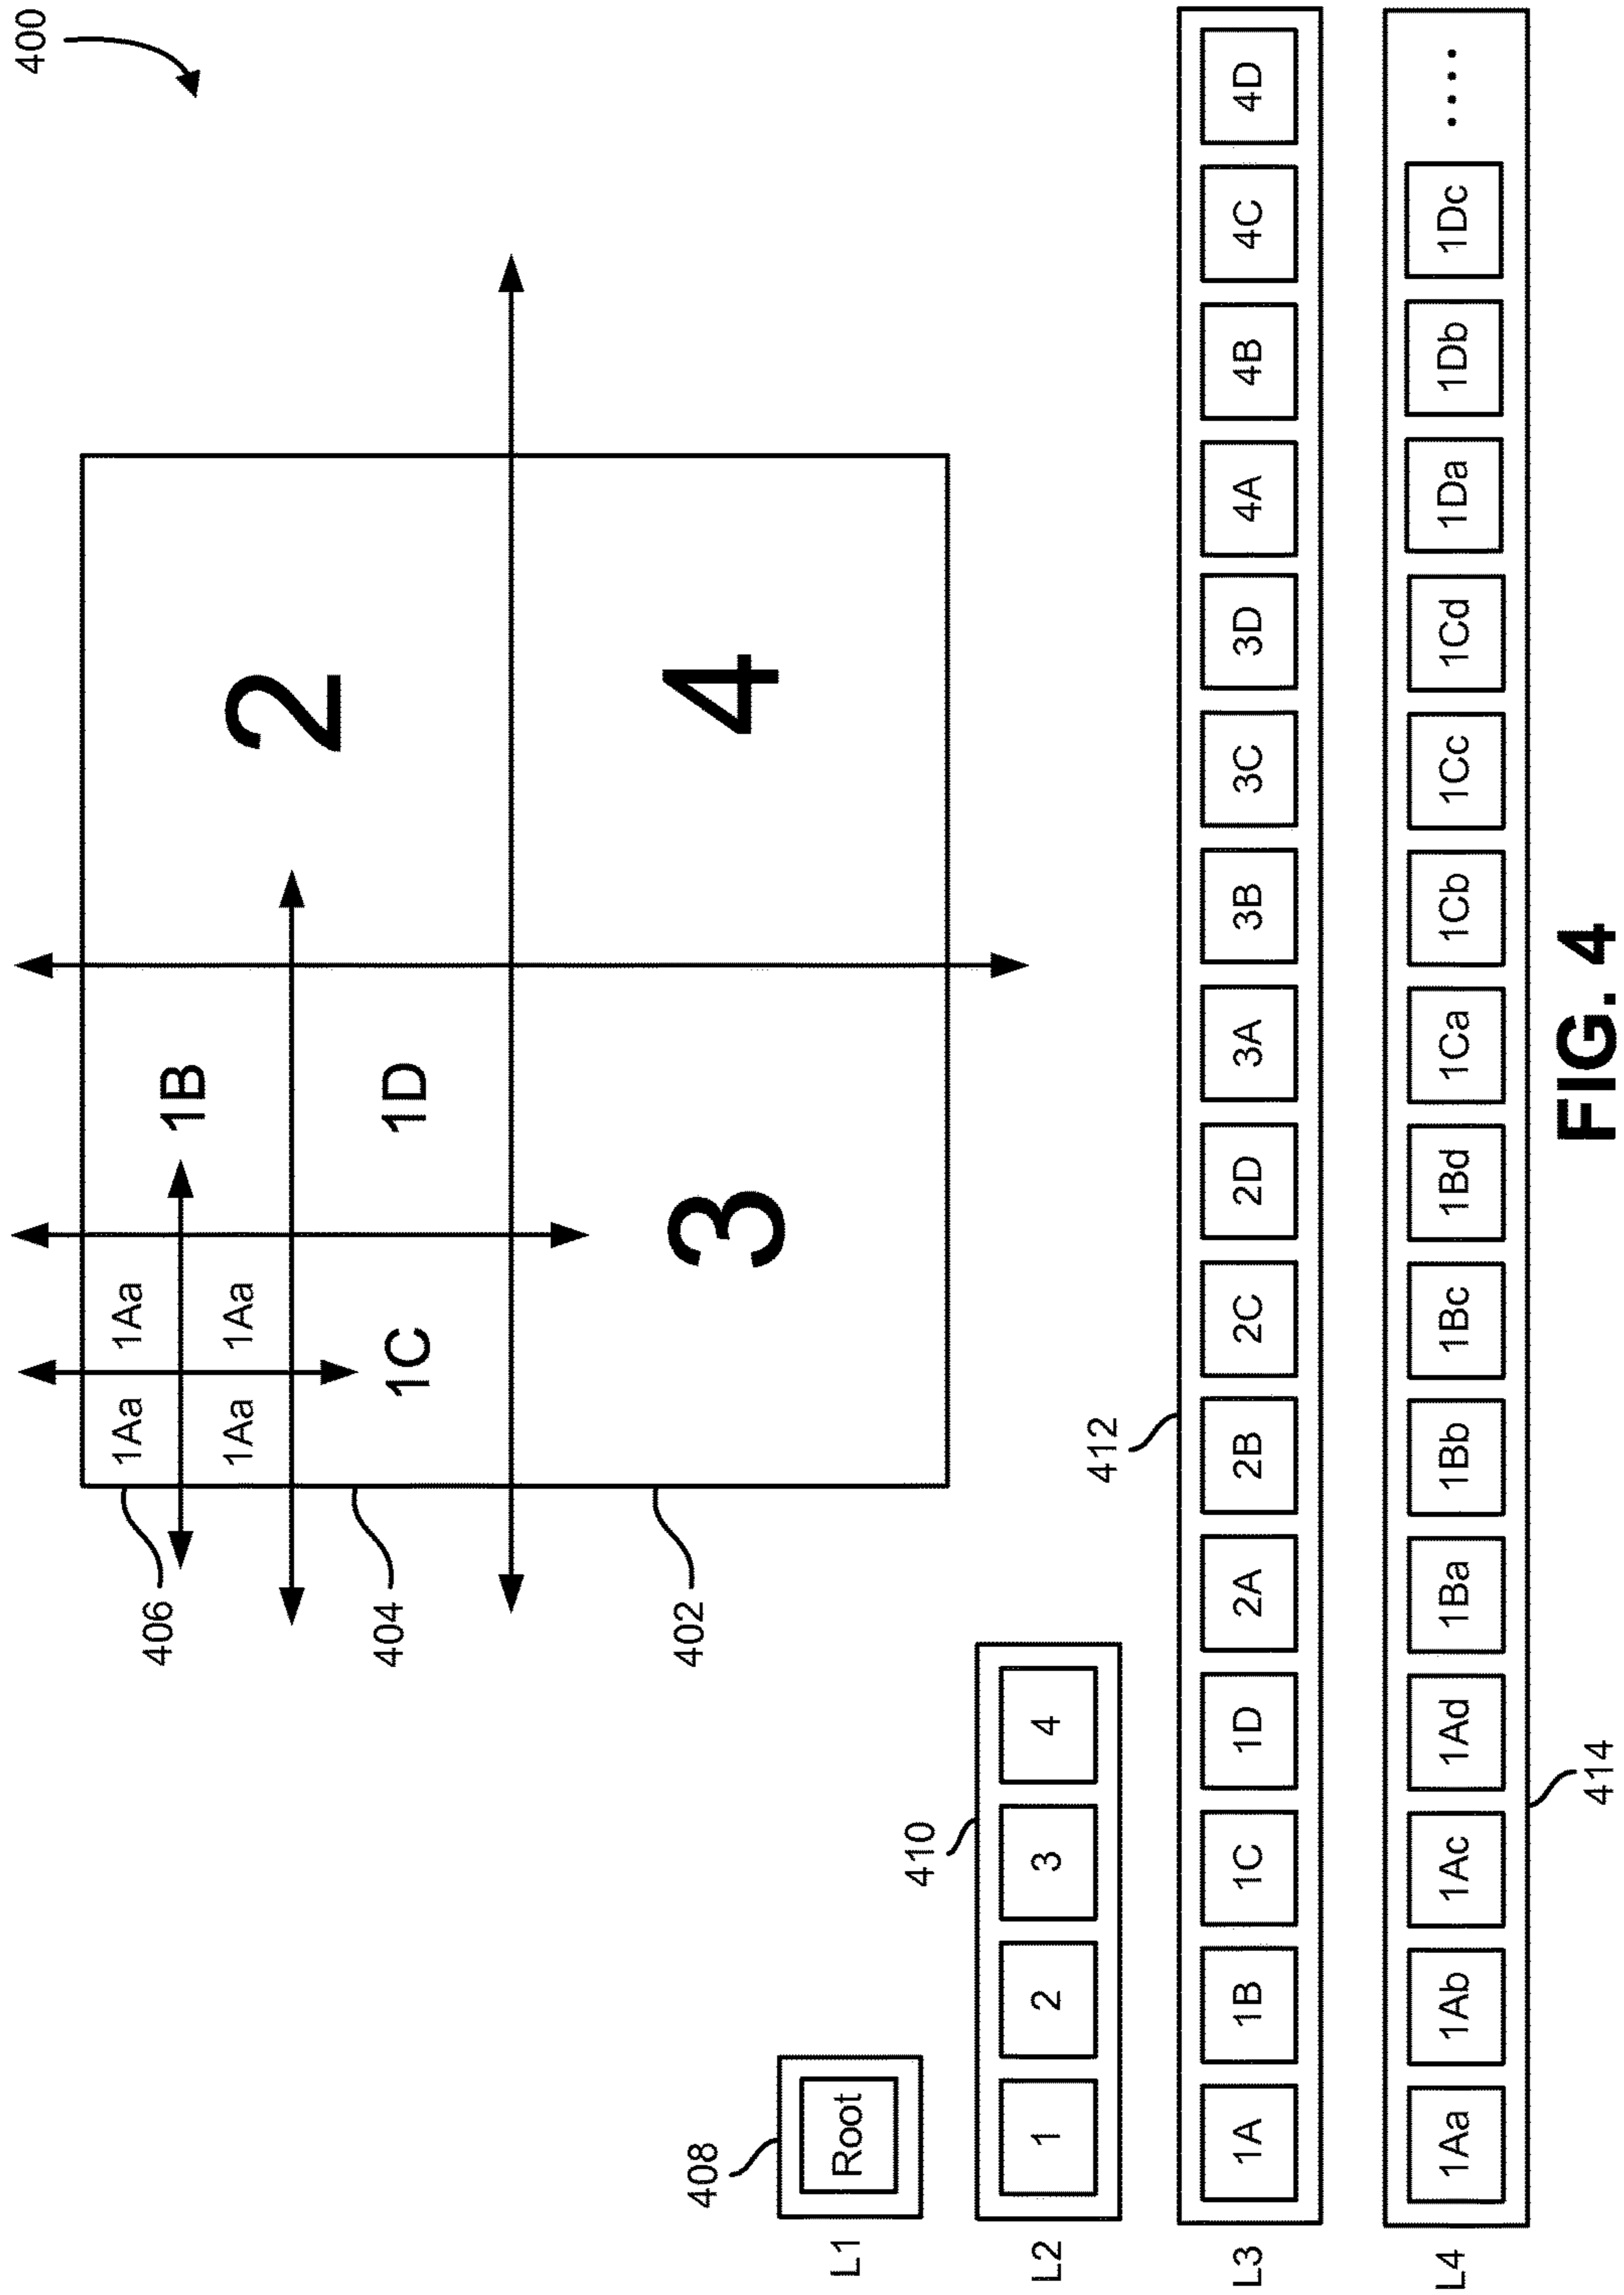 400
406
1Aa
1Aa
1B
2
1Aa
1Aa
404
1C
1D
402
3
4
408
L1
Root
410
L2
1 2 3 4
412
L3
1A 1B 1C 1D 2A 2B 2C 2D 3A 3B 3C 3D 4A 4B 4C 4D
L4
1Aa 1Ab 1Ac 1Ad 1Ba 1Bb 1Bc 1Bd 1Ca 1Cb 1Cc 1Cd 1Da 1Db 1Dc ....
414
FIG. 4